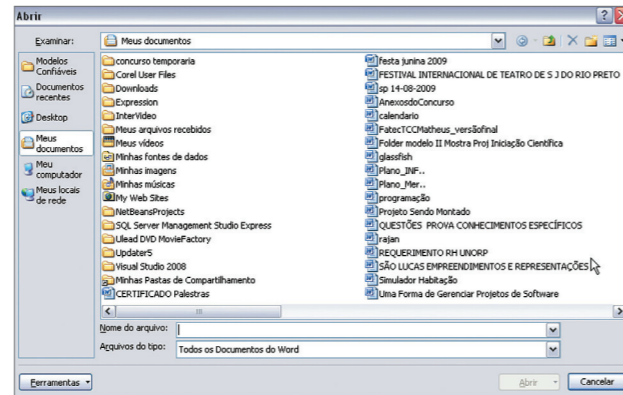 Abrir
Examinar:
Meus documentos
Modelos
Confiáveis
Documentos
recentes
Desktop
Meus
documentos
Meu
computador
Meus locais
de rede
concurso temporaria
Corel User Files
Downloads
Expression
InterVideo
Meus arquivos recebidos
Meus vídeos
Minhas fontes de dados
Minhas imagens
Minhas músicas
My Web Sites
NetBeansProjects
SQL Server Management Studio Express
Ulead DVD MovieFactory
Updater5
Visual Studio 2008
Minhas Pastas de Compartilhamento
CERTIFICADO Palestras
festa junina 2009
FESTIVAL INTERNACIONAL DE TEATRO DE S J DO RIO PRETO
sp 14-08-2009
AnexosdoConcurso
calendario
FatecTCCMatheus_versãofinal
Folder modelo II Mostra Proj Iniciação Científica
glassfish
Plano_INF..
Plano_Mer..
programação
Projeto Sendo Montado
QUESTÕES PROVA CONHECIMENTOS ESPECÍFICOS
rajan
REQUERIMENTO RH UNORP
SÃO LUCAS EMPREENDIMENTOS E REPRESENTAÇÕES
Simulador Habitação
Uma Forma de Gerenciar Projetos de Software
Nome do arquivo:
Arquivos do tipo:
Todos os Documentos do Word
Ferramentas
Abrir
Cancelar